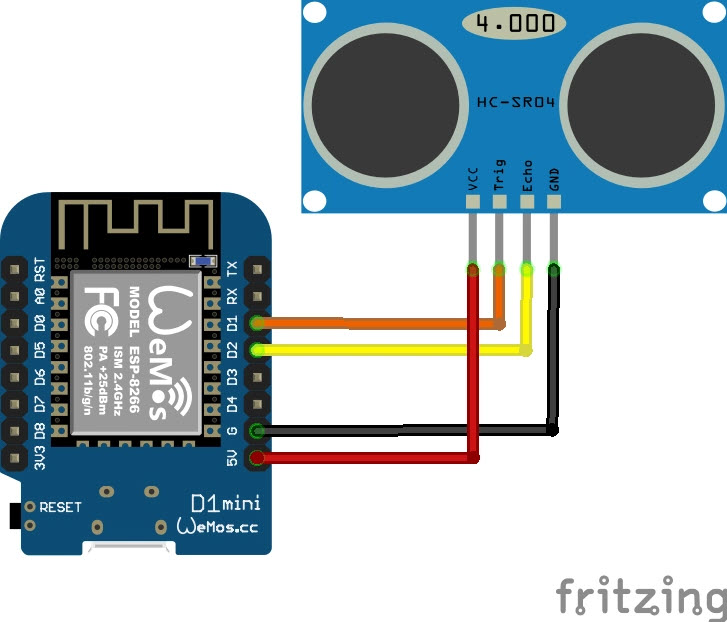 4.000
HC-SR04
VCC
Trig
Echo
GND
RST
A0
D0
D5
D6
D7
D8
3V3
TX
RX
D1
D2
D3
D4
G
5V
WeMos
MODEL ESP-8266
FC
ISM 2.4GHz
PA +25dBm
802.11b/g/n
RESET
D1mini
WeMos.cc
fritzing